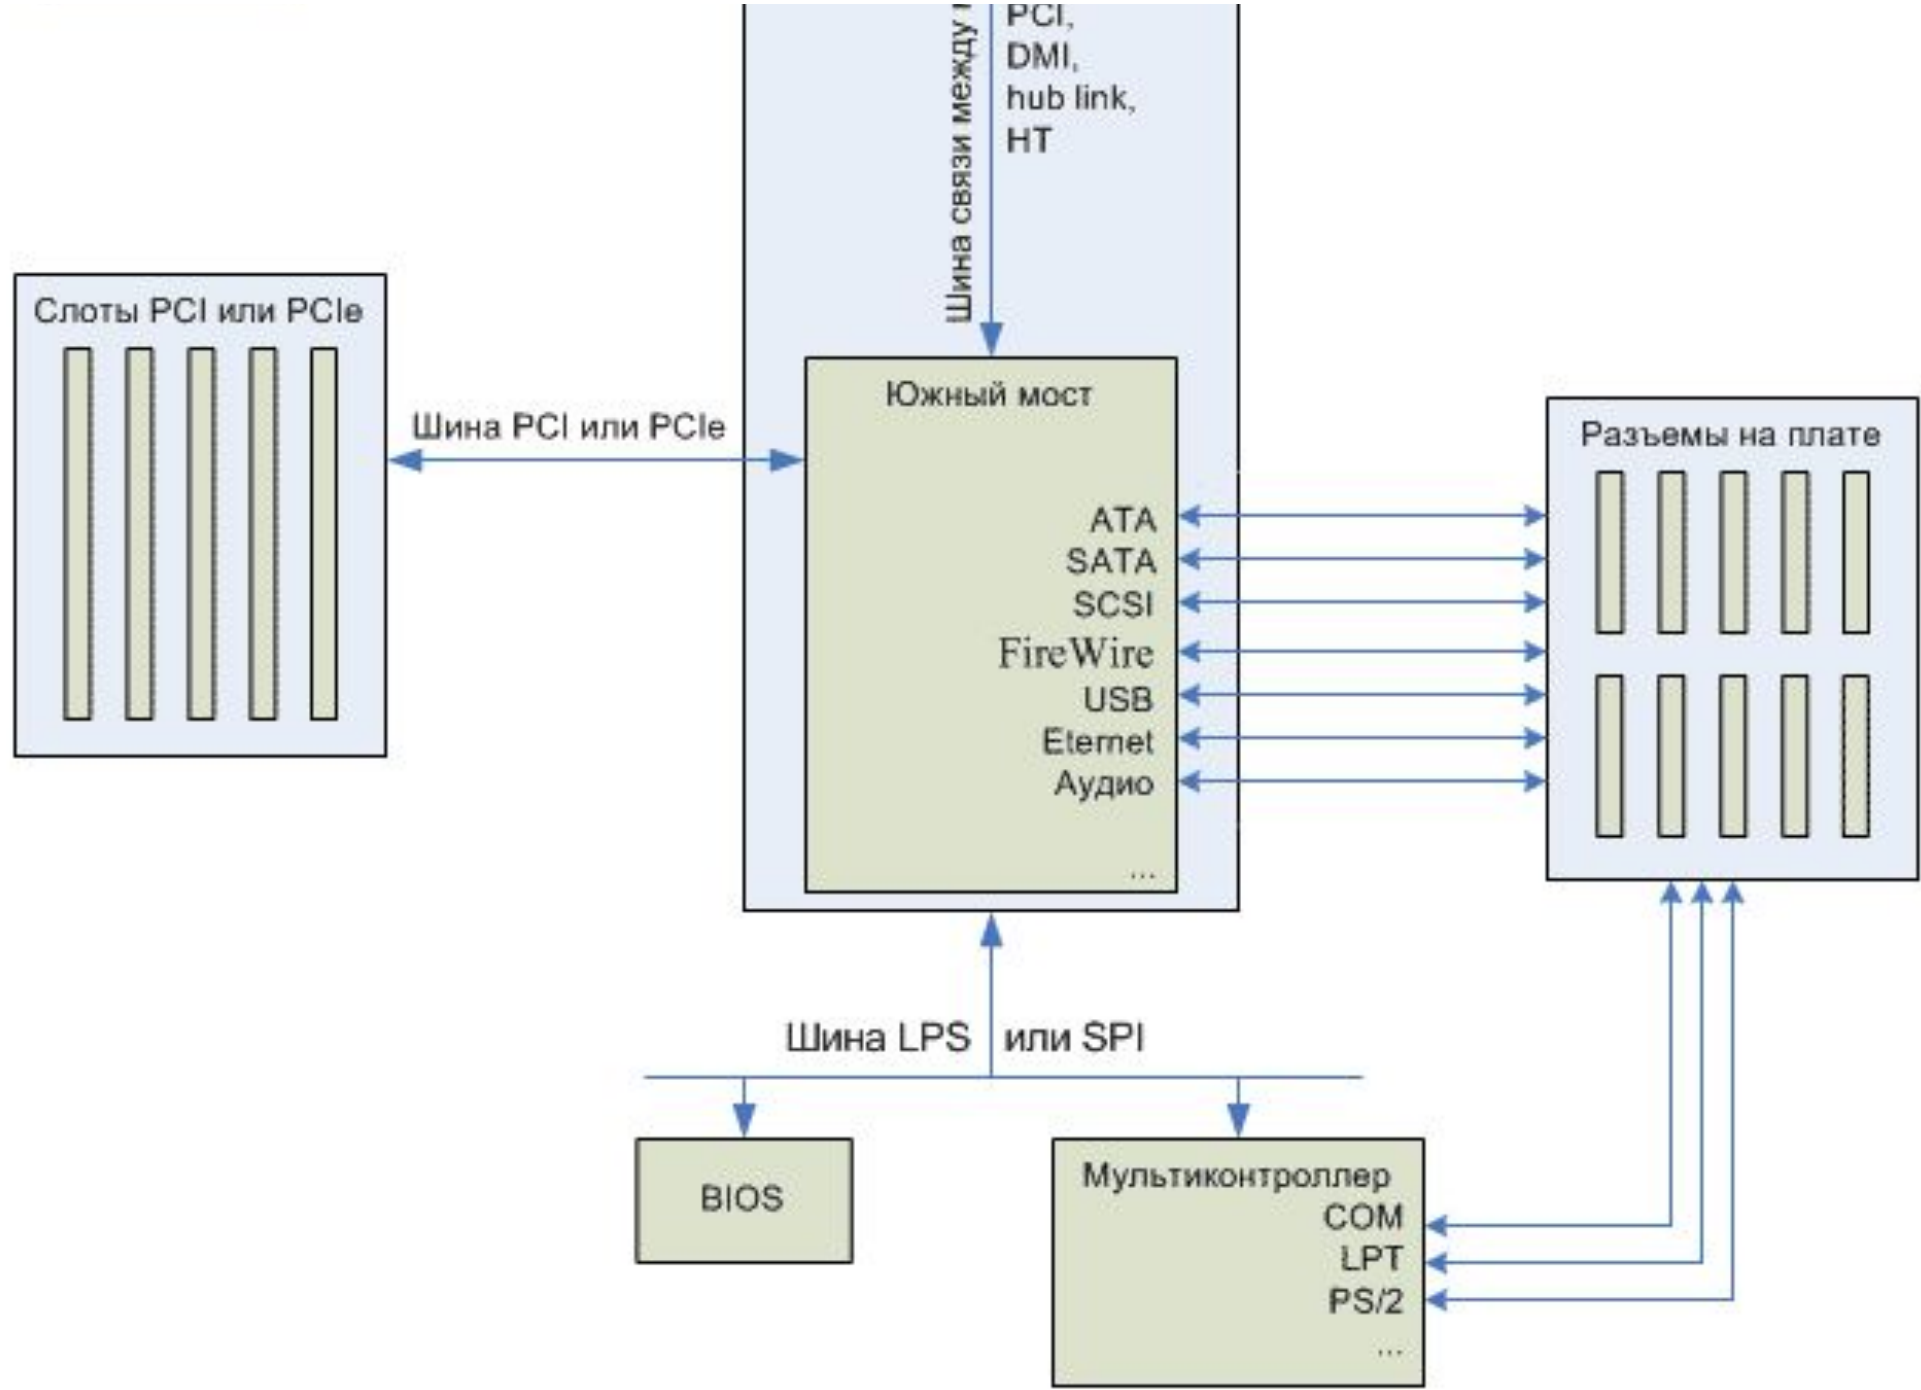 PCI,
DMI,
hub link,
HT
Шина связи между
Слоты PCI или PCIe
Шина PCI или PCIe
Южный мост
ATA
SATA
SCSI
FireWire
USB
Eternet
Аудио
...
Разъемы на плате
Шина LPS или SPI
BIOS
Мультиконтроллер
COM
LPT
PS/2
...